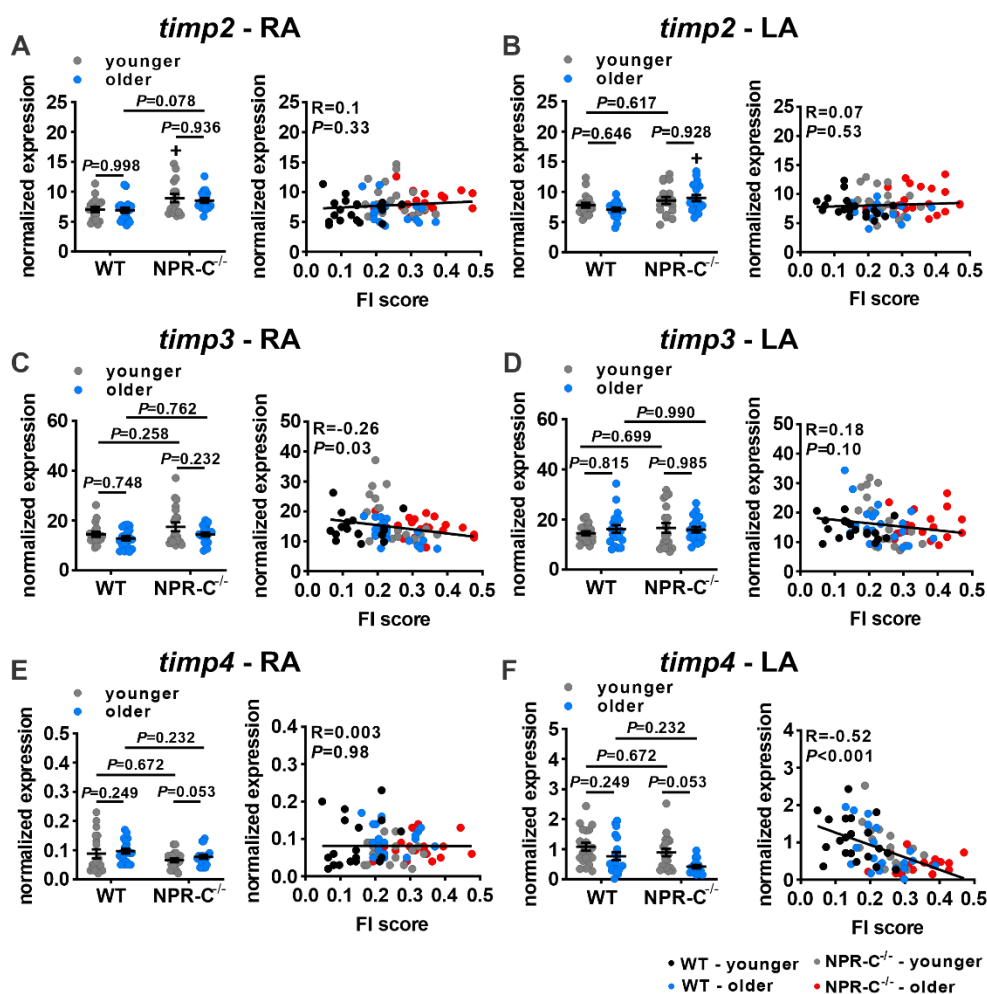 timp2 - RA
A
younger
older
normalized expression
25
20
15
10
5
0
P=0.078
P=0.936
+
P=0.998
WT
NPR-C-/-
normalized expression
25
20
15
10
5
0
R=0.1
P=0.33
0.0 0.1 0.2 0.3 0.4 0.5
FI score
timp2 - LA
B
younger
older
normalized expression
25
20
15
10
5
0
P=0.617
P=0.646
P=0.928
+
WT
NPR-C-/-
normalized expression
25
20
15
10
5
0
R=0.07
P=0.53
0.0 0.1 0.2 0.3 0.4 0.5
FI score
timp3 - RA
C
younger
older
normalized expression
60
40
20
0
P=0.762
P=0.258
P=0.232
P=0.748
WT
NPR-C-/-
normalized expression
50
40
30
20
10
0
R=-0.26
P=0.03
0.0 0.1 0.2 0.3 0.4 0.5
FI score
timp3 - LA
D
younger
older
normalized expression
60
40
20
0
P=0.990
P=0.699
P=0.815
P=0.985
WT
NPR-C-/-
normalized expression
50
40
30
20
10
0
R=0.18
P=0.10
0.0 0.1 0.2 0.3 0.4 0.5
FI score
timp4 - RA
E
younger
older
normalized expression
0.5
0.4
0.3
0.2
0.1
0.0
P=0.232
P=0.672
P=0.249
P=0.053
WT
NPR-C-/-
normalized expression
0.4
0.3
0.2
0.1
0.0
R=0.003
P=0.98
0.0 0.1 0.2 0.3 0.4 0.5
FI score
timp4 - LA
F
younger
older
normalized expression
5
4
3
2
1
0
P=0.232
P=0.672
P=0.249
P=0.053
WT
NPR-C-/-
normalized expression
4
3
2
1
0
R=-0.52
P<0.001
0.0 0.1 0.2 0.3 0.4 0.5
FI score
WT - younger
NPR-C-/- - younger
WT - older
NPR-C-/- - older